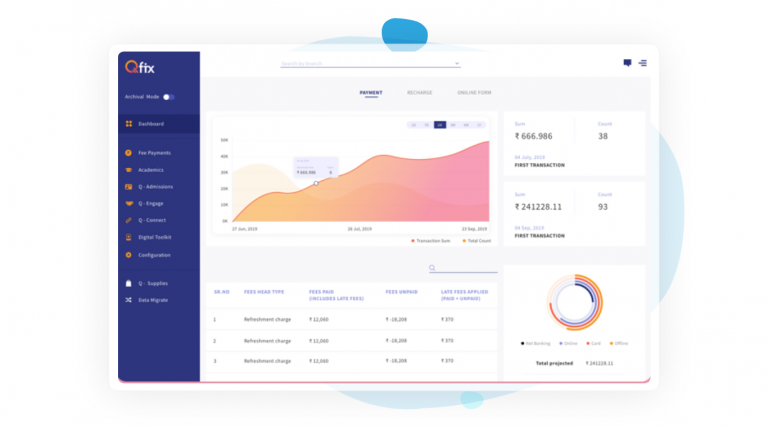 Qfix
Search by branch
Archival Mode
Dashboard
Fee Payments
Academics
Q - Admissions
Q - Engage
Q - Connect
Digital Toolkit
Configuration
Q - Supplies
Data Migrate
PAYMENT
RECHARGE
ONLINE FORM
50K
40K
30K
20K
10K
0K
₹ 666.986
6
27 Jun, 2019
26 Jul, 2019
22 Sep, 2019
Transaction Sum
Total Count
Sum
Count
₹ 666.986
38
04 July, 2019
FIRST TRANSACTION
Sum
Count
₹ 241228.11
93
04 Sep, 2019
FIRST TRANSACTION
SR.NO
FEES HEAD TYPE
FEES PAID
(INCLUDES LATE FEES)
FEES UNPAID
LATE FEES APPLIED
(PAID + UNPAID)
1
Refreshment charge
₹ 12,060
₹ -18,208
₹ 370
2
Refreshment charge
₹ 12,060
₹ -18,208
₹ 370
3
Refreshment charge
₹ 12,060
₹ -18,208
₹ 370
Net Banking
Online
Card
Offline
Total projected
₹ 241228.11